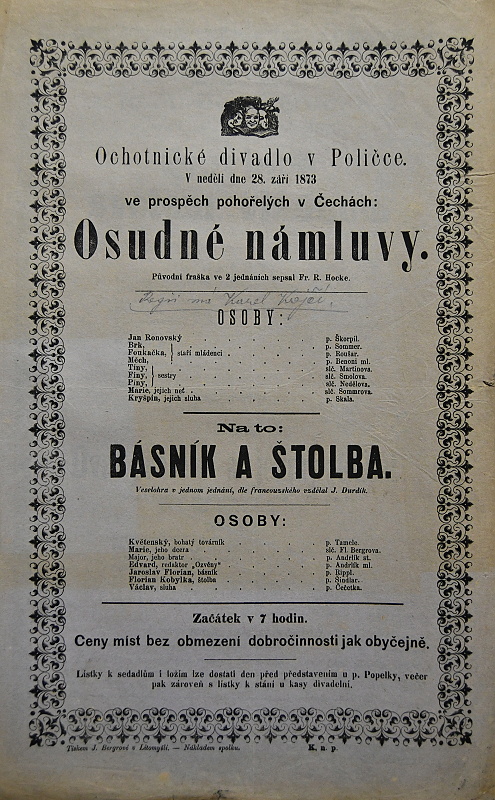 Ochotnické divadlo v Poličce.
V neděli dne 28. září 1873
ve prospěch pohořelých v Čechách:
Osudné námluvy.
Původní fraška ve 2 jednáních sepsal Fr. R. Hocke.
Regii má Karel
OSOBY:
Jan Ronovský . . . . . . . p. Škorpil.
Brk, p. Sommer.
Foukačka, } staří mládenci . . . . . p. Roušar.
Měch, p. Benoni ml.
Tiny, slč. Martinova.
Finy, } sestry . . . . . . . slč. Smolova.
Piny, slč. Nedělova.
Marie, jejich neť . . . . . . . slč. Sommrova.
Kryšpín, jejich sluha . . . . . . p. Skala.
Na to:
BÁSNÍK A ŠTOLBA.
Veselohra v jednom jednání, dle francouzského vzdělal J. Durdík.
OSOBY:
Květenský, bohatý továrník . . . . . p. Tamele.
Marie, jeho dcera . . . . . . slč. Fl. Bergrova.
Major, jeho bratr . . . . . . p. Andrlík st.
Edvard, redaktor „Ozvěny“ . . . . . p. Andrlík ml.
Jaroslav Florian, básník . . . . . p. Rippl.
Florian Kobylka, štolba . . . . . p. Šindlac.
Václav, sluha . . . . . . . p. Čečotka.
Začátek v 7 hodin.
Ceny míst bez obmezení dobročinnosti jak obyčejně.
Lístky k sedadlům i ložím lze dostati den před představením u p. Popelky, večer
pak zároveň s lístky k stání u kasy divadelní.
Tiskem J. Bergrové v Litomyšli. — Nákladem spolku. K. n. p.